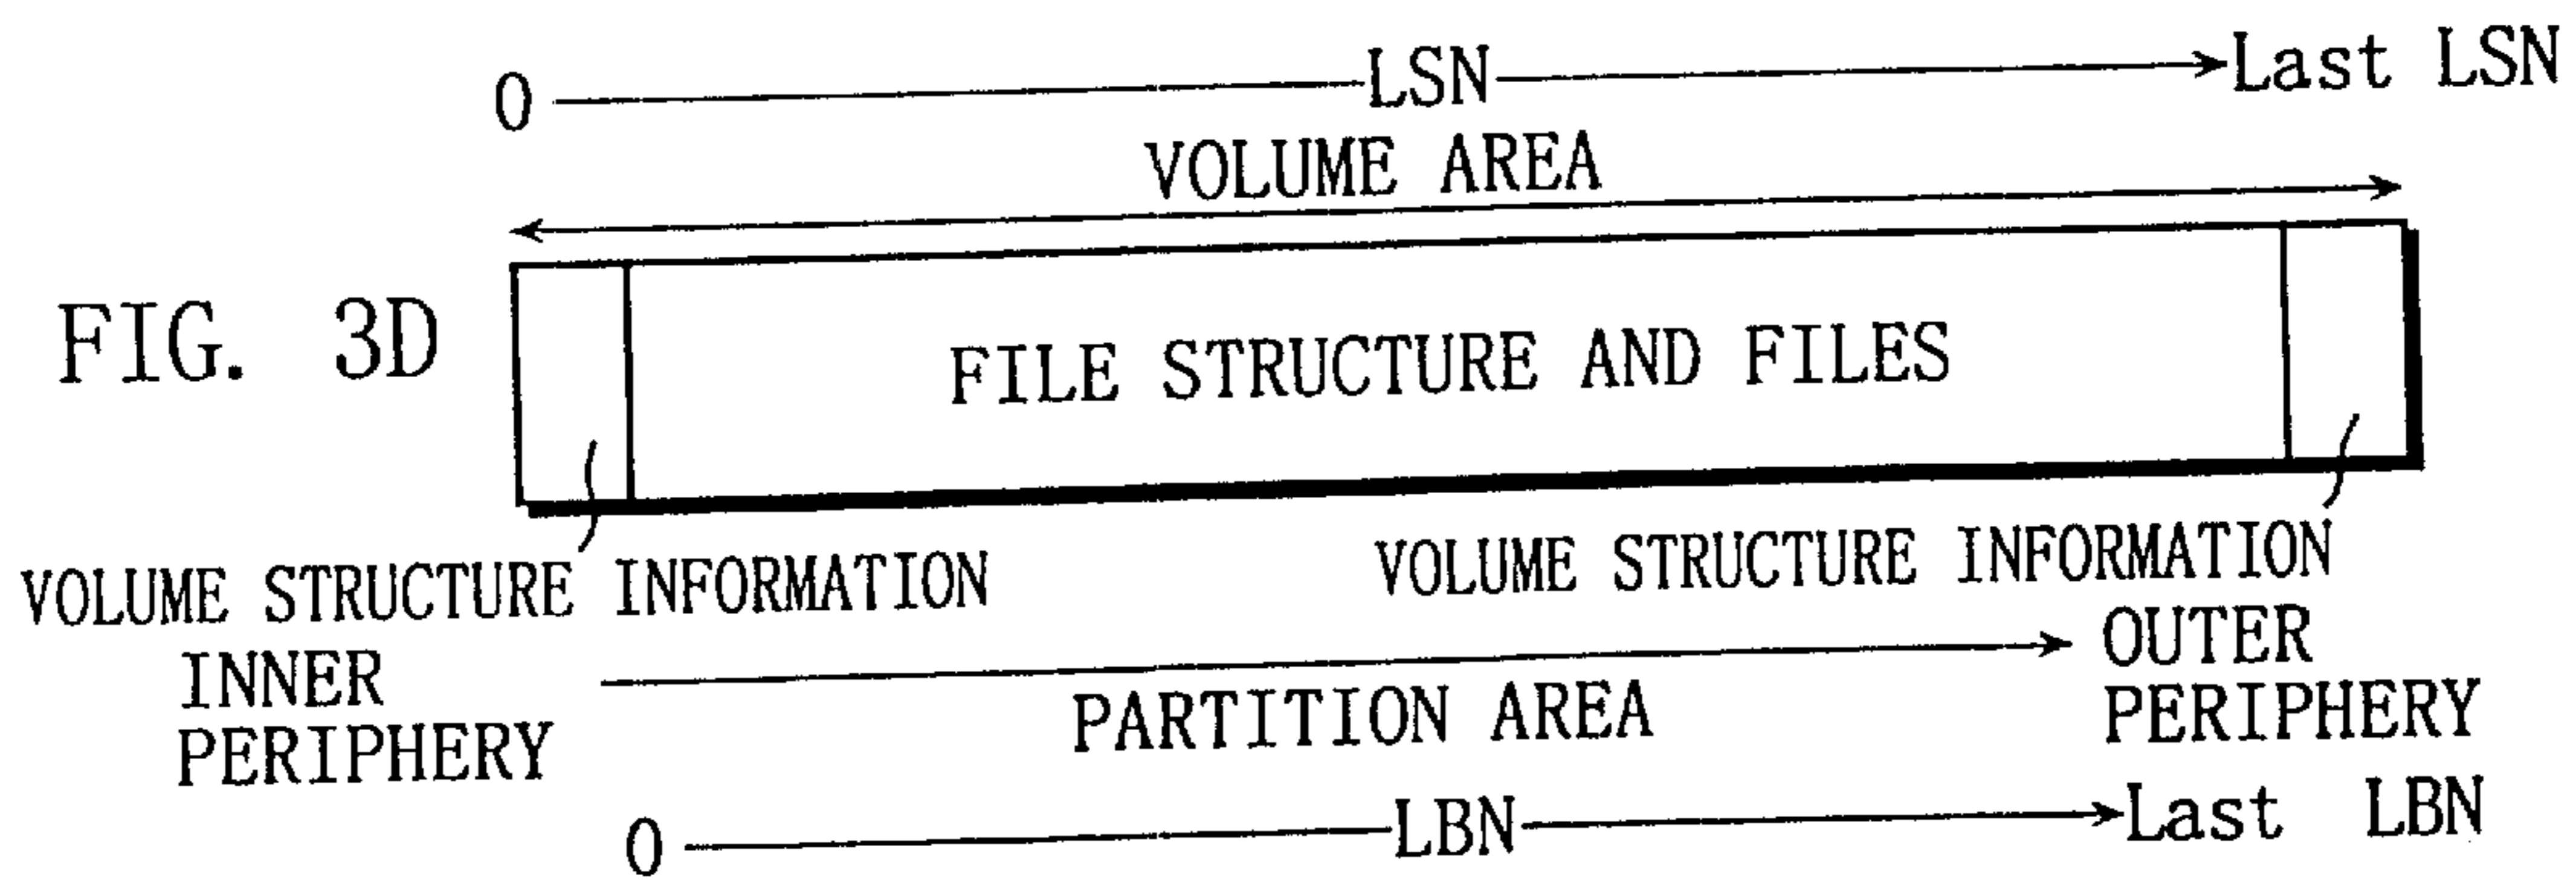 0 LSN Last LSN
VOLUME AREA
FIG. 3D
FILE STRUCTURE AND FILES
VOLUME STRUCTURE INFORMATION
VOLUME STRUCTURE INFORMATION
INNER
PERIPHERY
OUTER
PERIPHERY
PARTITION AREA
0 LBN Last LBN